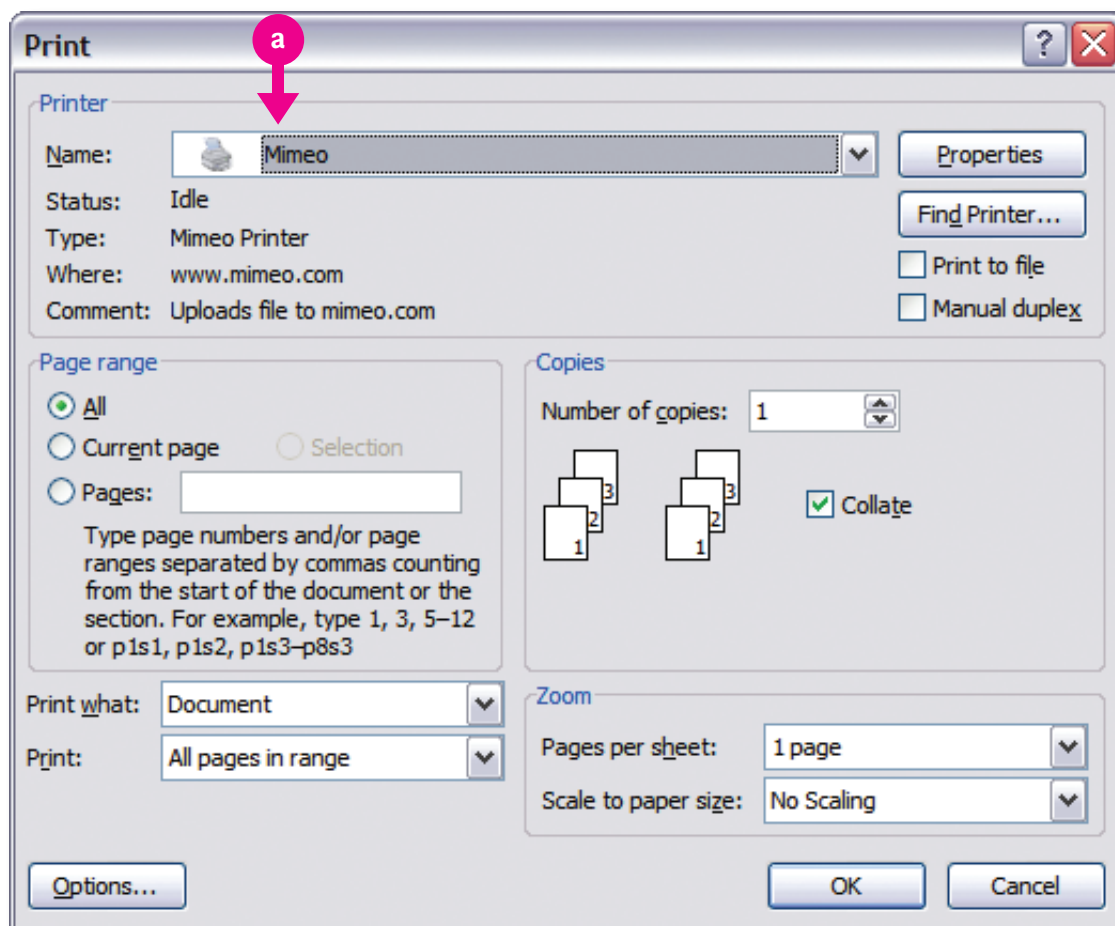 Print
a
?
Printer
Name:
Mimeo
Properties
Status:
Idle
Find Printer...
Type:
Mimeo Printer
Where:
www.mimeo.com
Print to file
Comment:
Uploads file to mimeo.com
Manual duplex
Page range
All
Current page
Selection
Pages:
Type page numbers and/or page
ranges separated by commas counting
from the start of the document or the
section. For example, type 1, 3, 5–12
or p1s1, p1s2, p1s3–p8s3
Copies
Number of copies:
1
3
2
1
3
2
1
Collate
Print what:
Document
Print:
All pages in range
Zoom
Pages per sheet:
1 page
Scale to paper size:
No Scaling
Options...
OK
Cancel